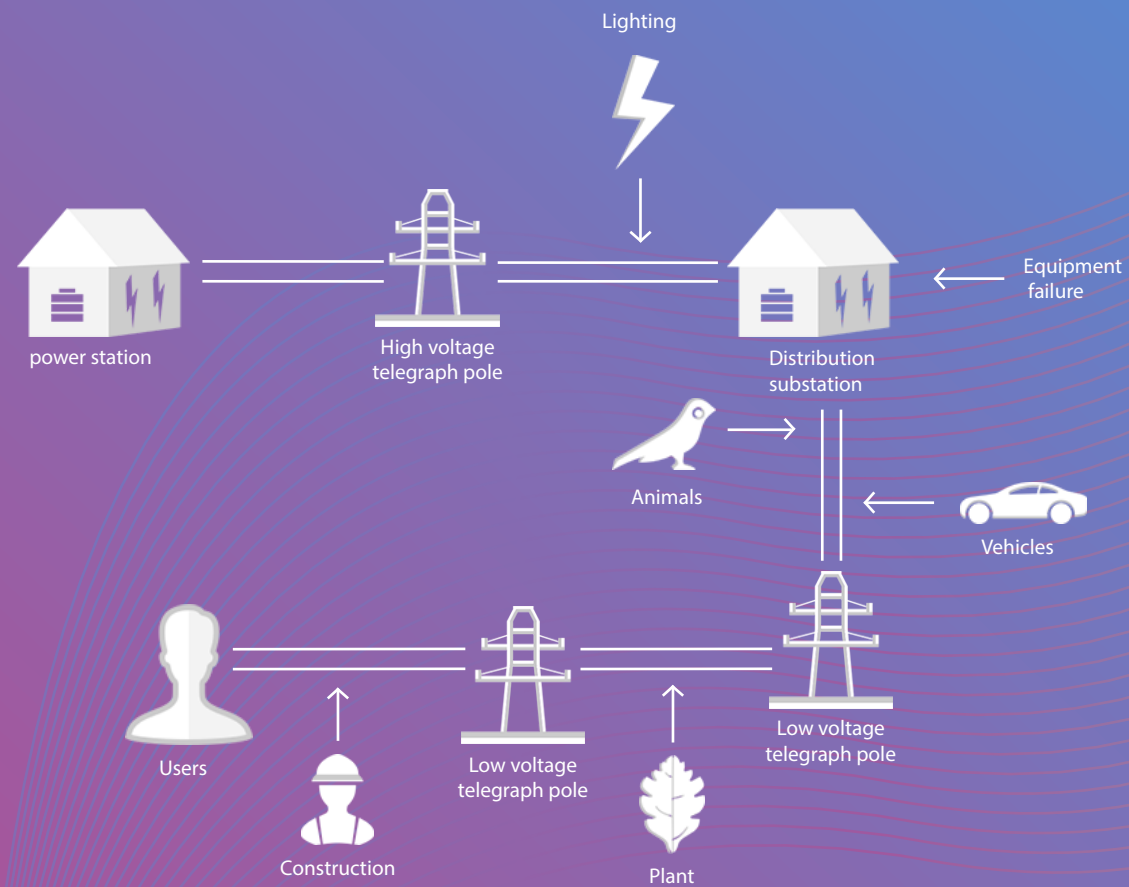 Lighting
Equipment
failure
power station
High voltage
telegraph pole
Distribution
substation
Animals
Vehicles
Users
Low voltage
telegraph pole
Low voltage
telegraph pole
Construction
Plant